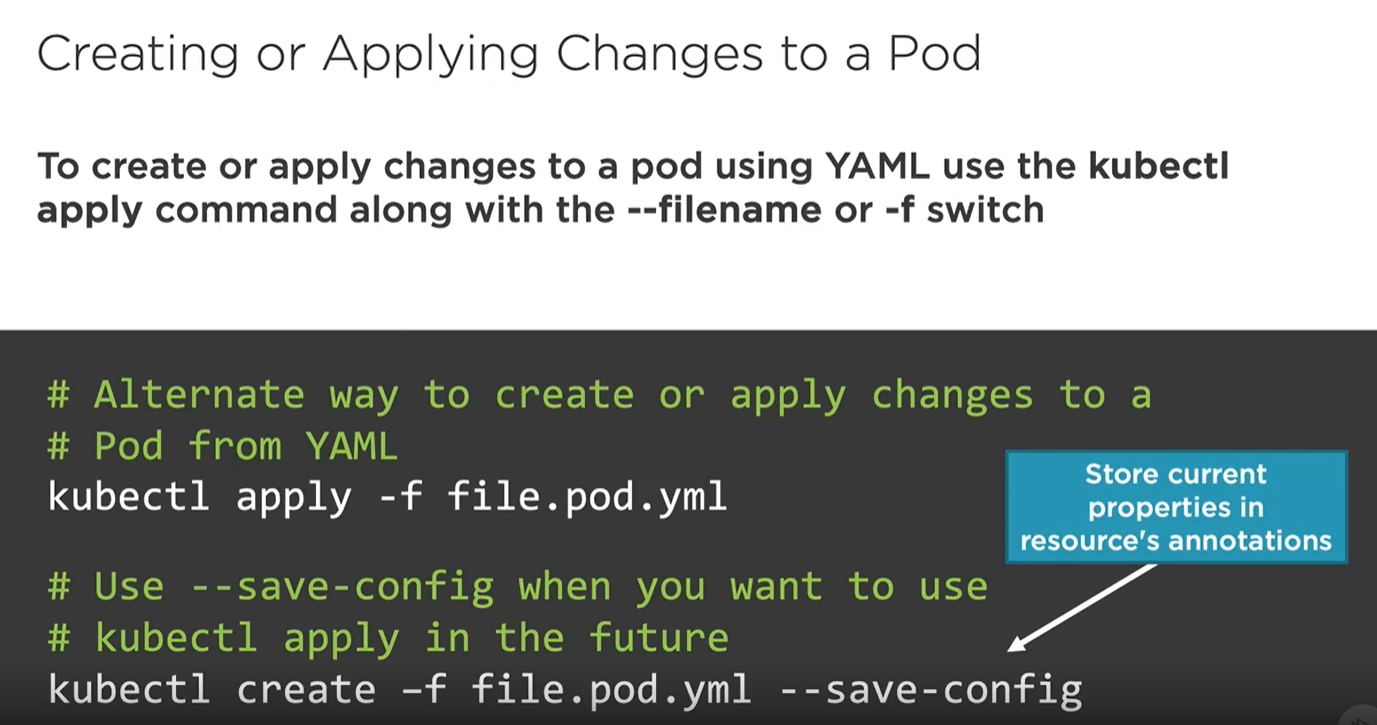 Creating or Applying Changes to a Pod
To create or apply changes to a pod using YAML use the kubectl
apply command along with the --filename or -f switch
# Alternate way to create or apply changes to a
# Pod from YAML
kubectl apply -f file.pod.yml
Store current
properties in
resource's annotations
# Use --save-config when you want to use
# kubectl apply in the future
kubectl create –f file.pod.yml --save-config